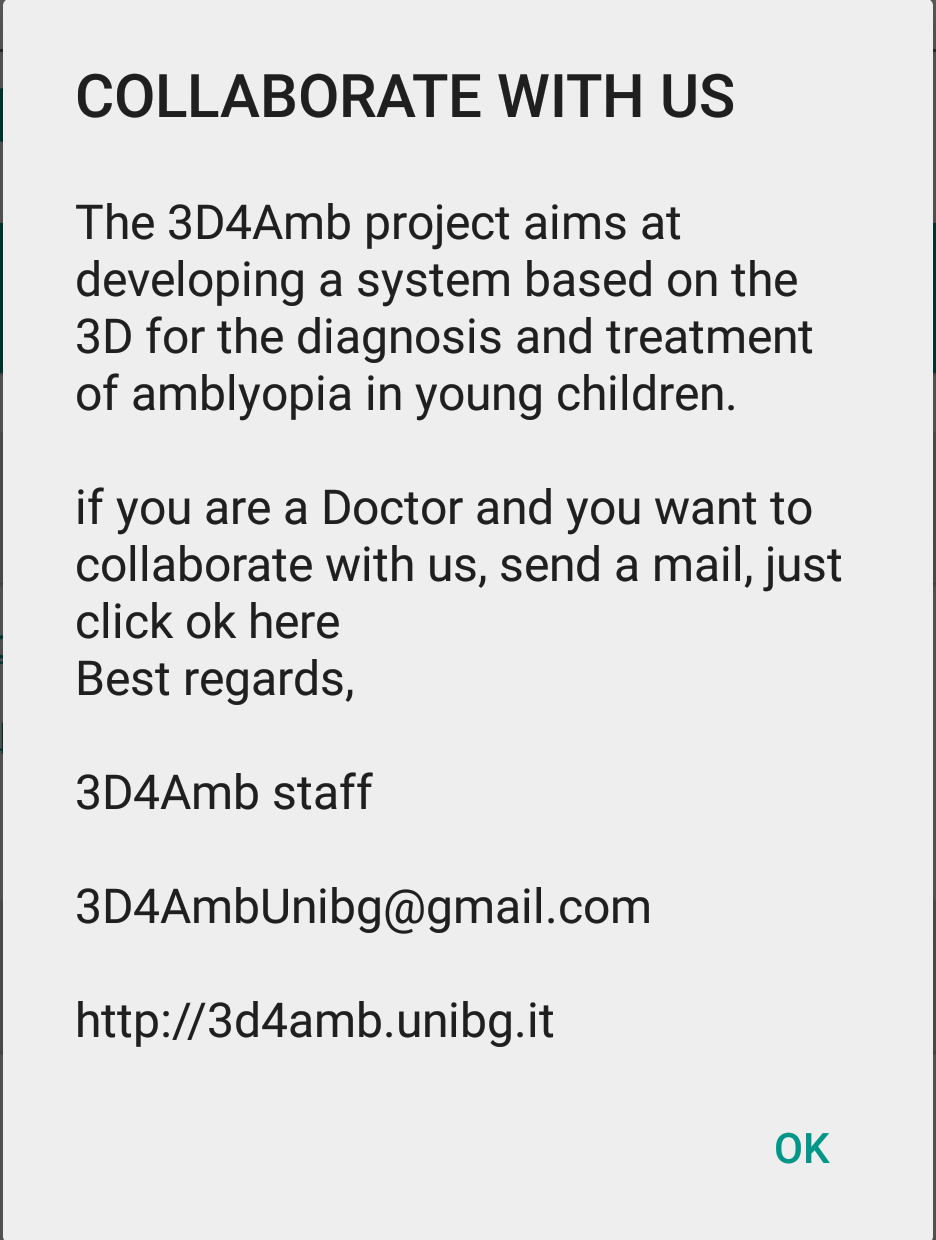 COLLABORATE WITH US
The 3D4Amb project aims at
developing a system based on the
3D for the diagnosis and treatment
of amblyopia in young children.
if you are a Doctor and you want to
collaborate with us, send a mail, just
click ok here
Best regards,
3D4Amb staff
3D4AmbUnibg@gmail.com
http://3d4amb.unibg.it
OK